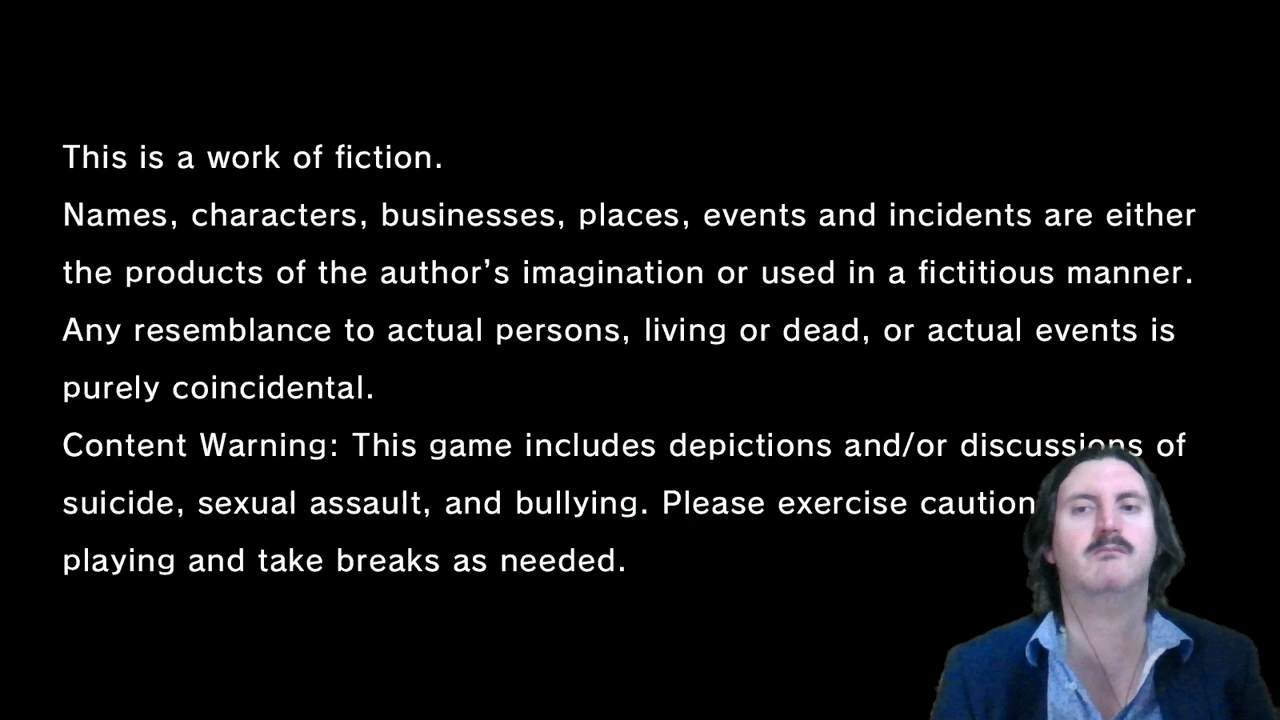 This is a work of fiction.
Names, characters, businesses, places, events and incidents are either
the products of the author’s imagination or used in a fictitious manner.
Any resemblance to actual persons, living or dead, or actual events is
purely coincidental.
Content Warning: This game includes depictions and/or discussions of
suicide, sexual assault, and bullying. Please exercise caution
playing and take breaks as needed.